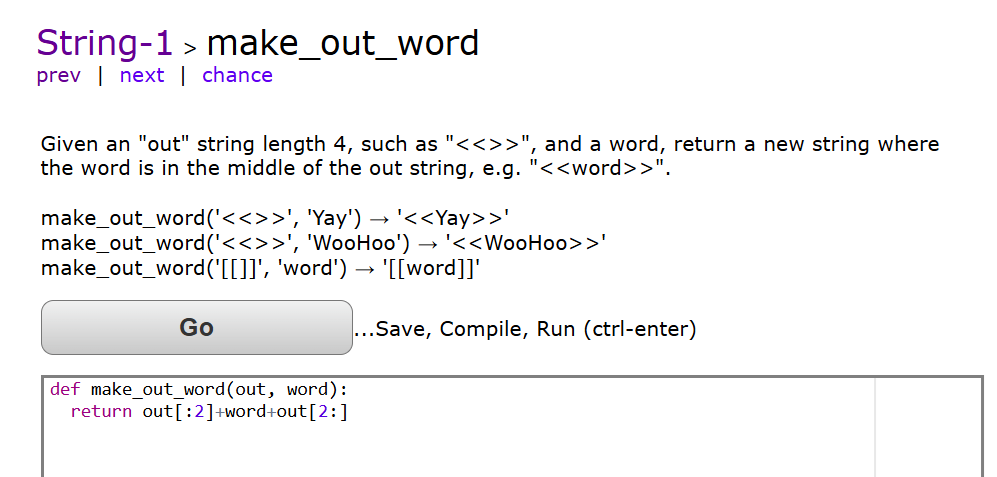 String-1 > make_out_word
prev | next | chance
Given an "out" string length 4, such as "<<>>", and a word, return a new string where
the word is in the middle of the out string, e.g. "<<word>>".
make_out_word('<<>>', 'Yay') → '<<Yay>>'
make_out_word('<<>>', 'WooHoo') → '<<WooHoo>>'
make_out_word('[[]]', 'word') → '[[word]]'
Go ...Save, Compile, Run (ctrl-enter)
def make_out_word(out, word):
  return out[:2]+word+out[2:]